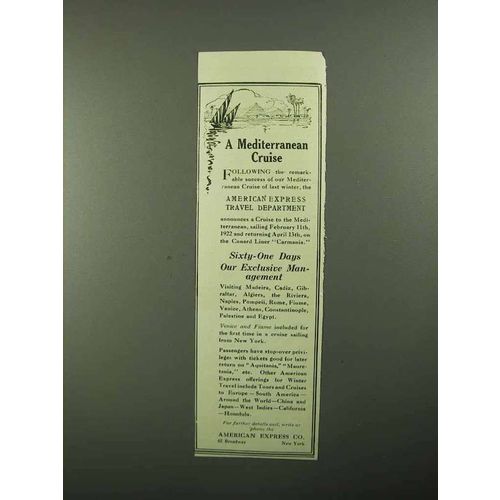 A Mediterranean
Cruise
FOLLOWING the remark-
able success of our Mediter-
ranean Cruise of last winter, the
AMERICAN EXPRESS
TRAVEL DEPARTMENT
announces a Cruise to the Medi-
terranean, sailing February 11th,
1922 and returning April 13th, on
the Cunard Liner "Carmania."
Sixty-One Days
Our Exclusive Man-
agement
Visiting Madeira, Cadiz, Gib-
raltar, Algiers, the Riviera,
Naples, Pompeii, Rome, Fiume,
Venice, Athens, Constantinople,
Palestine and Egypt.
Venice and Fiume included for
the first time in a cruise sailing
from New York.
Passengers have stop-over privi-
leges with tickets good for later
return on "Aquitania," "Maure-
tania," etc. Other American
Express offerings for Winter
Travel include Tours and Cruises
to Europe—South America—
Around the World—China and
Japan—West Indies—California
—Honolulu.
For further details call, write or
phone the
AMERICAN EXPRESS CO.
65 Broadway New York